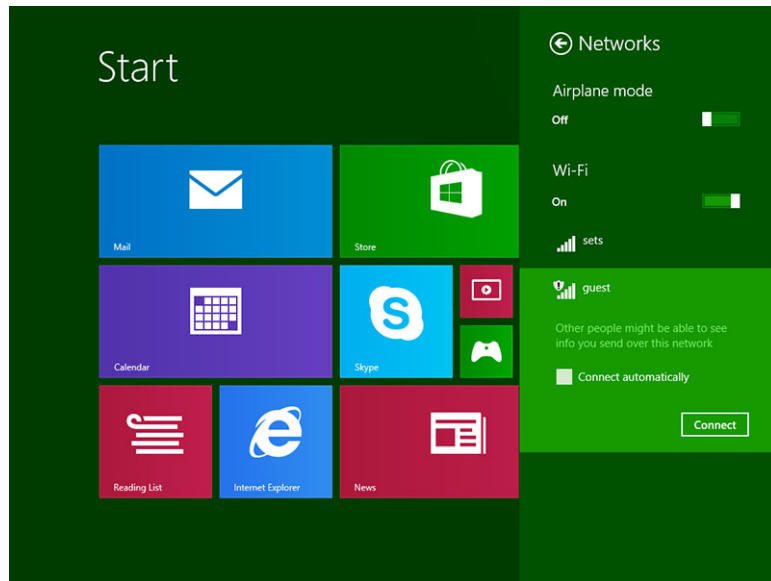 Start
Mail
Store
Calendar
Skype
Reading List
Internet Explorer
News
Networks
Airplane mode
Off
Wi-Fi
On
sets
guest
Other people might be able to see
info you send over this network
Connect automatically
Connect